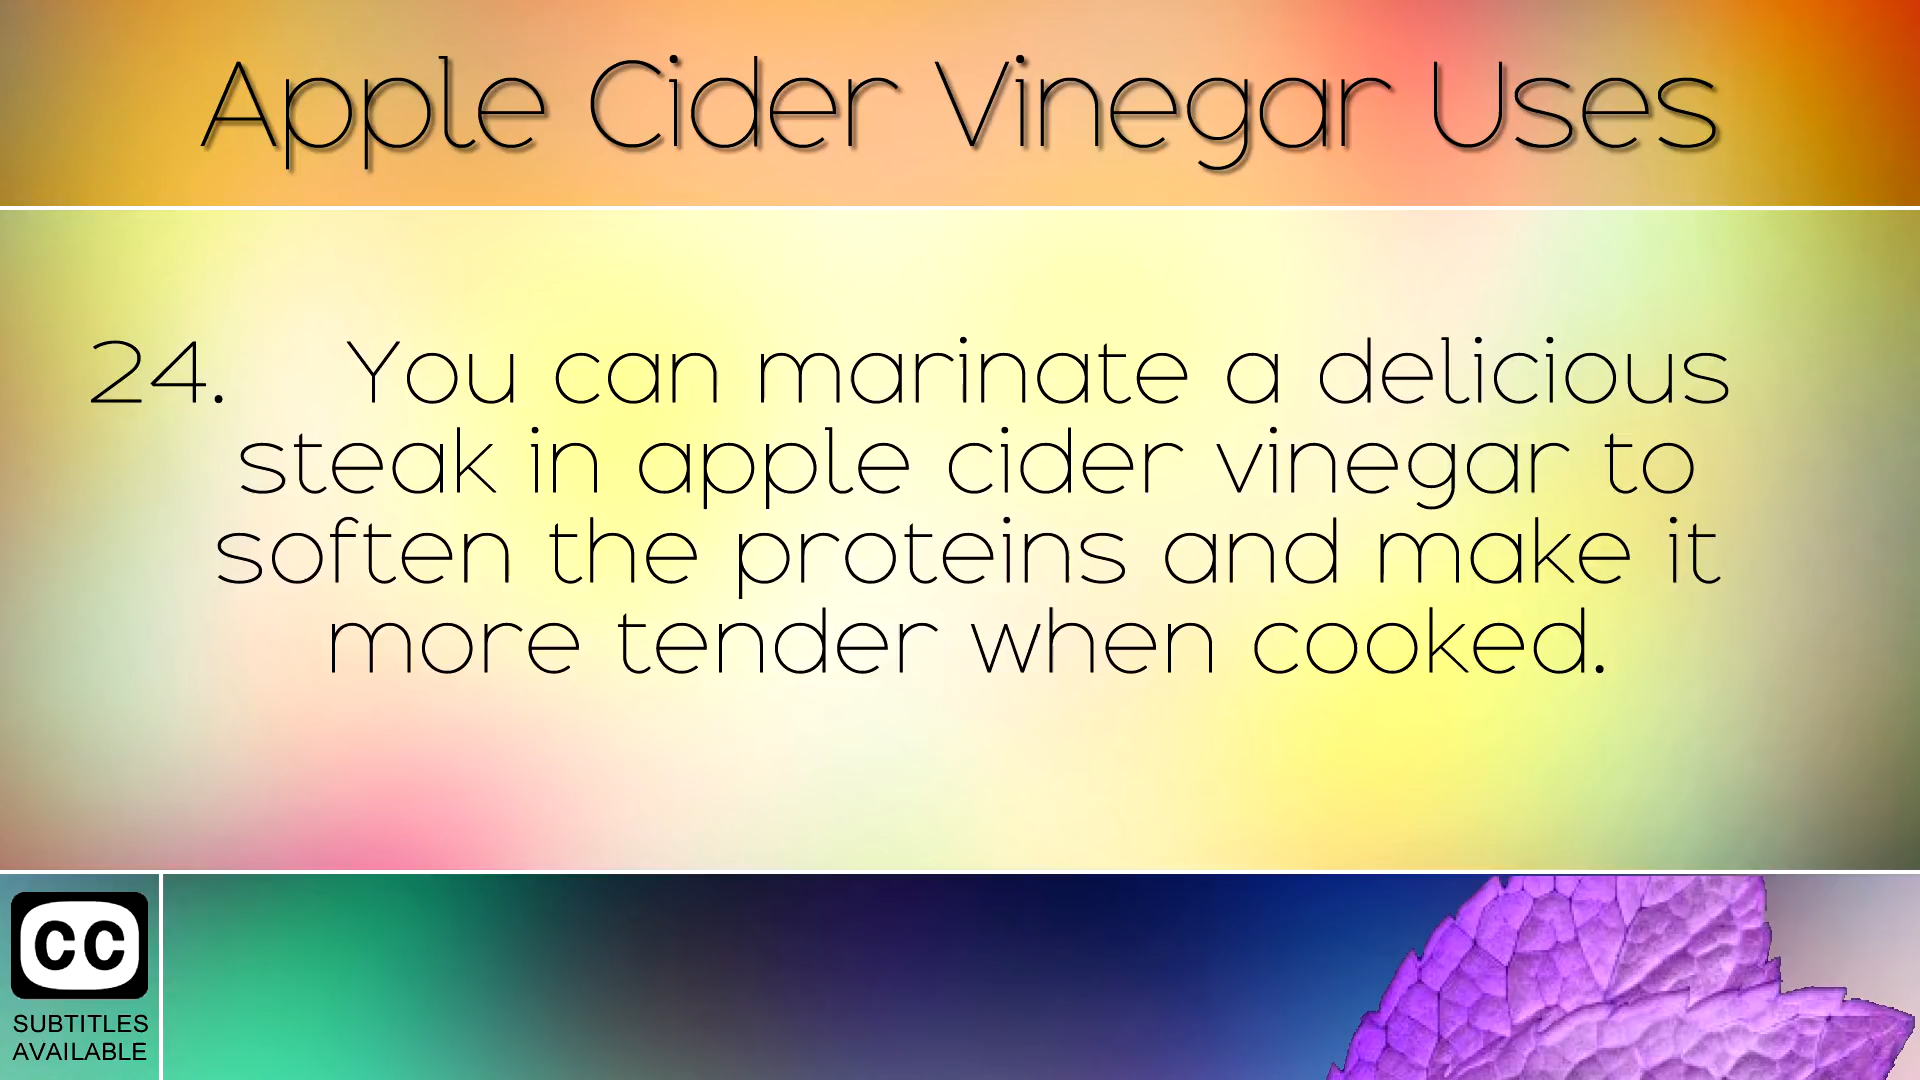 Apple Cider Vinegar Uses
24. You can marinate a delicious
steak in apple cider vinegar to
soften the proteins and make it
more tender when cooked.
CC
SUBTITLES
AVAILABLE